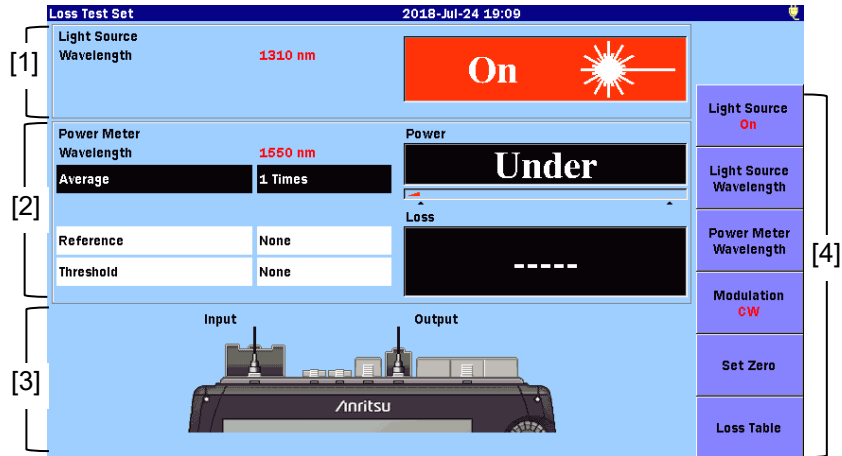 Loss Test Set 2018-Jul-24 19:09
[1]
Light Source
Wavelength 1310 nm
On
[2]
Power Meter
Wavelength 1550 nm
Average 1 Times
Reference None
Threshold None
Power
Under
Loss
-----
[3]
Input Output
Anritsu
[4]
Light Source
On
Light Source
Wavelength
Power Meter
Wavelength
Modulation
CW
Set Zero
Loss Table